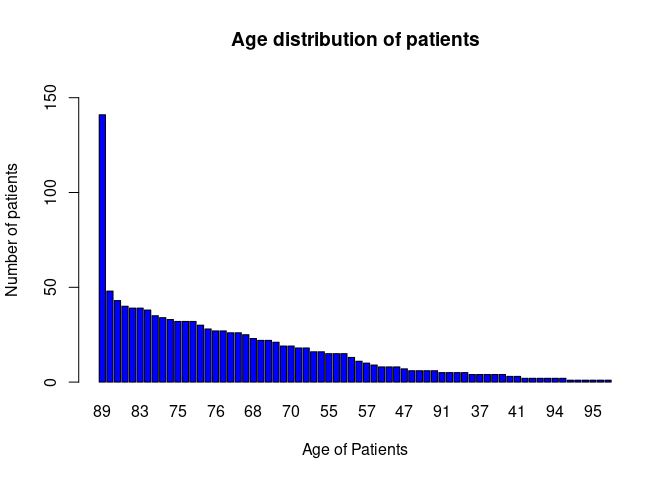 Age distribution of patients
Number of patients
150
100
50
0
89 83 75 76 68 70 55 57 47 91 37 41 94 95
Age of Patients